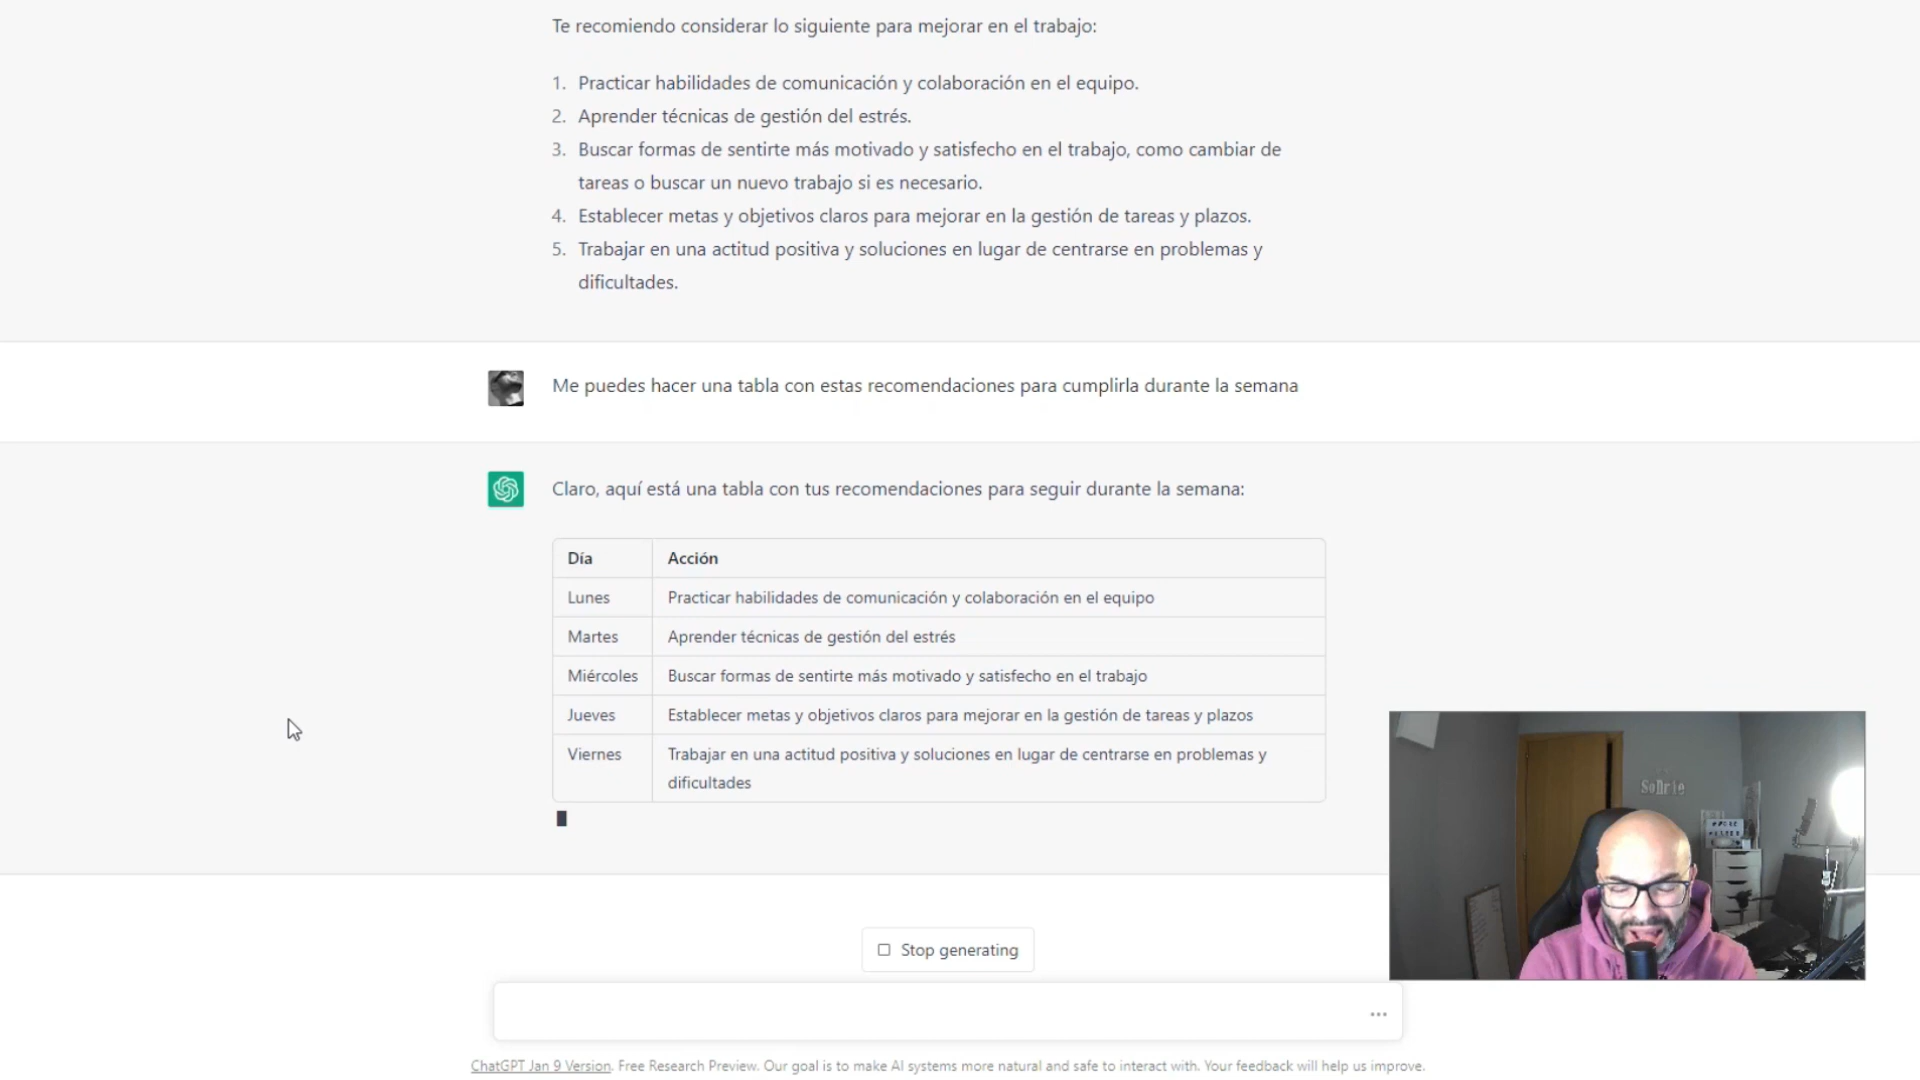 Te recomiendo considerar lo siguiente para mejorar en el trabajo:
1. Practicar habilidades de comunicación y colaboración en el equipo.
2. Aprender técnicas de gestión del estrés.
3. Buscar formas de sentirte más motivado y satisfecho en el trabajo, como cambiar de
tareas o buscar un nuevo trabajo si es necesario.
4. Establecer metas y objetivos claros para mejorar en la gestión de tareas y plazos.
5. Trabajar en una actitud positiva y soluciones en lugar de centrarse en problemas y
dificultades.
Me puedes hacer una tabla con estas recomendaciones para cumplirla durante la semana
Claro, aquí está una tabla con tus recomendaciones para seguir durante la semana:
Día Acción
Lunes Practicar habilidades de comunicación y colaboración en el equipo
Martes Aprender técnicas de gestión del estrés
Miércoles Buscar formas de sentirte más motivado y satisfecho en el trabajo
Jueves Establecer metas y objetivos claros para mejorar en la gestión de tareas y plazos
Viernes Trabajar en una actitud positiva y soluciones en lugar de centrarse en problemas y
dificultades
Sonrie
Stop generating
ChatGPT Jan 9 Version. Free Research Preview. Our goal is to make AI systems more natural and safe to interact with. Your feedback will help us improve.